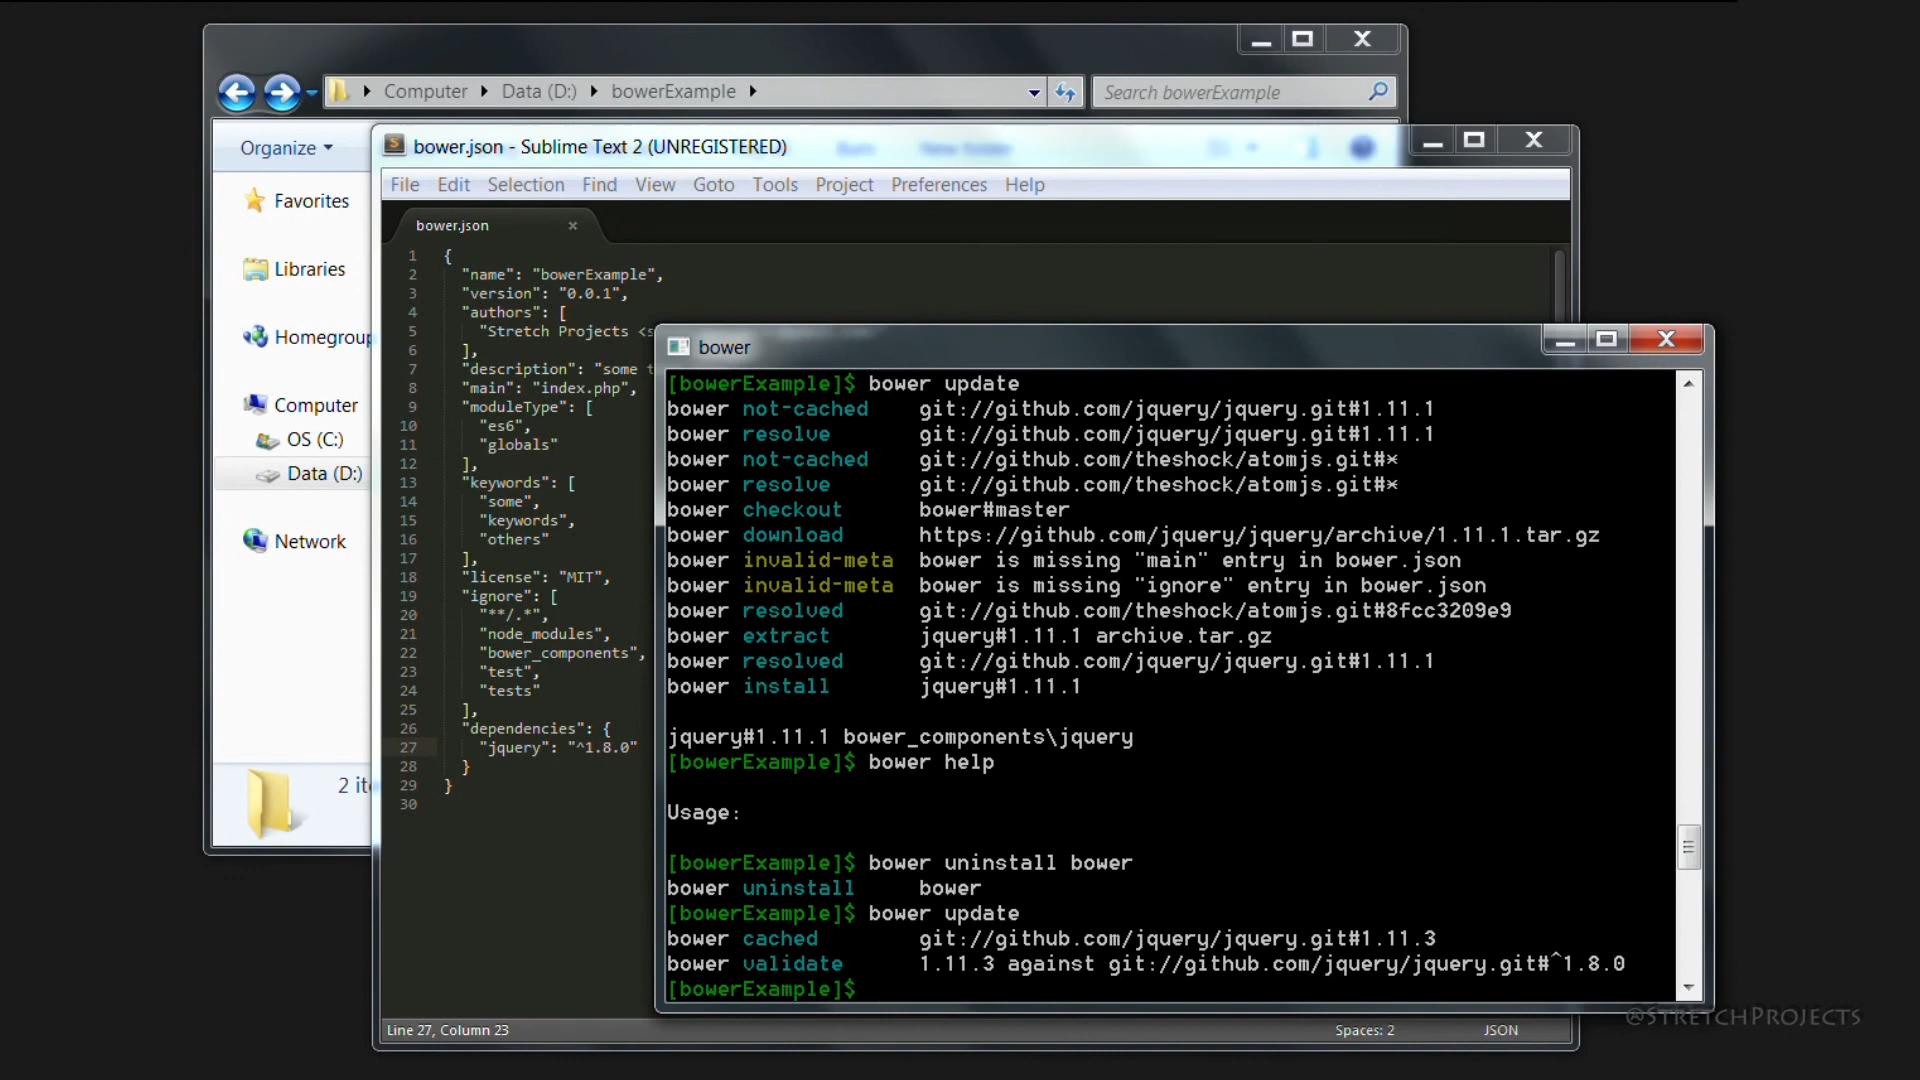 Computer
Data (D:)
bowerExample
Search bowerExample
Organize
Favorites
Libraries
Homegroup
Computer
OS (C:)
Data (D:)
Network
bower.json - Sublime Text 2 (UNREGISTERED)
Burn
New folder
File Edit Selection Find View Goto Tools Project Preferences Help
bower.json
1 {
2 "name": "bowerExample",
3 "version": "0.0.1",
4 "authors": [
5 "Stretch Projects <s
6 ],
7 "description": "some t
8 "main": "index.php",
9 "moduleType": [
10 "es6",
11 "globals"
12 ],
13 "keywords": [
14 "some",
15 "keywords",
16 "others"
17 ],
18 "license": "MIT",
19 "ignore": [
20 "**/.*",
21 "node_modules",
22 "bower_components",
23 "test",
24 "tests"
25 ],
26 "dependencies": {
27 "jquery": "^1.8.0"
28 }
29 }
30
Line 27, Column 23
Spaces: 2
JSON
bower
[bowerExample]$ bower update
bower not-cached git://github.com/jquery/jquery.git#1.11.1
bower resolve git://github.com/jquery/jquery.git#1.11.1
bower not-cached git://github.com/theshock/atomjs.git#*
bower resolve git://github.com/theshock/atomjs.git#*
bower checkout bower#master
bower download https://github.com/jquery/jquery/archive/1.11.1.tar.gz
bower invalid-meta bower is missing "main" entry in bower.json
bower invalid-meta bower is missing "ignore" entry in bower.json
bower resolved git://github.com/theshock/atomjs.git#8fcc3209e9
bower extract jquery#1.11.1 archive.tar.gz
bower resolved git://github.com/jquery/jquery.git#1.11.1
bower install jquery#1.11.1
jquery#1.11.1 bower_components\jquery
[bowerExample]$ bower help
Usage:
[bowerExample]$ bower uninstall bower
bower uninstall bower
[bowerExample]$ bower update
bower cached git://github.com/jquery/jquery.git#1.11.3
bower validate 1.11.3 against git://github.com/jquery/jquery.git#^1.8.0
[bowerExample]$
@StretchProjects